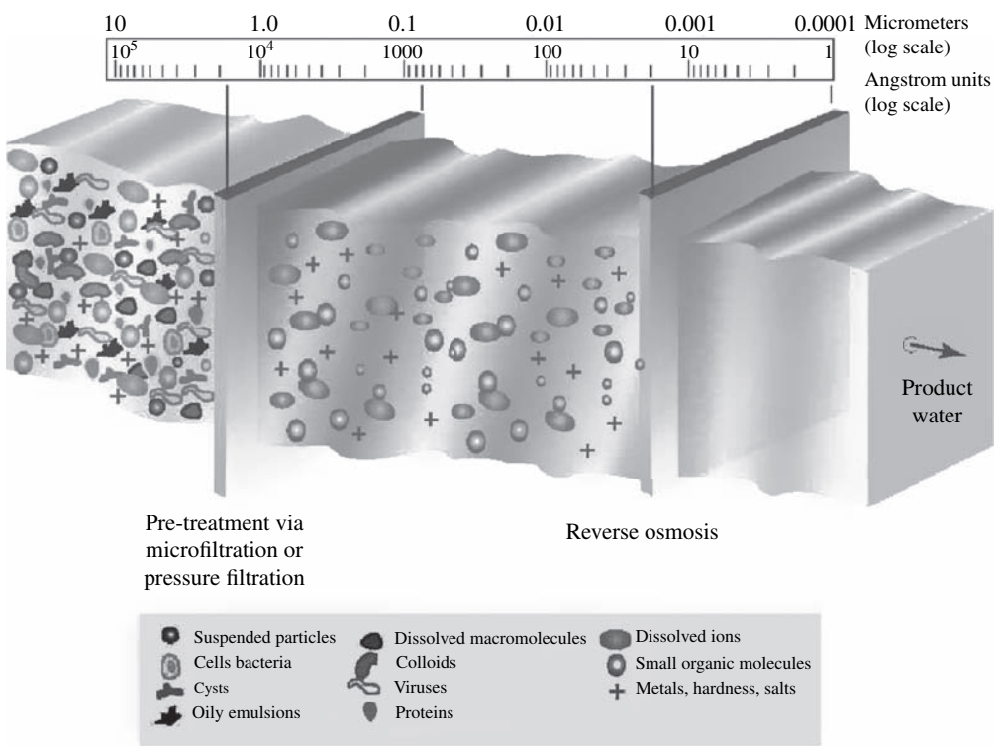 10 1.0 0.1 0.01 0.001 0.0001 Micrometers
(log scale)
10⁵ 10⁴ 1000 100 10 1
Angstrom units
(log scale)
Product
water
Pre-treatment via
microfiltration or
pressure filtration
Reverse osmosis
Suspended particles
Cells bacteria
Cysts
Oily emulsions
Dissolved macromolecules
Colloids
Viruses
Proteins
Dissolved ions
Small organic molecules
Metals, hardness, salts